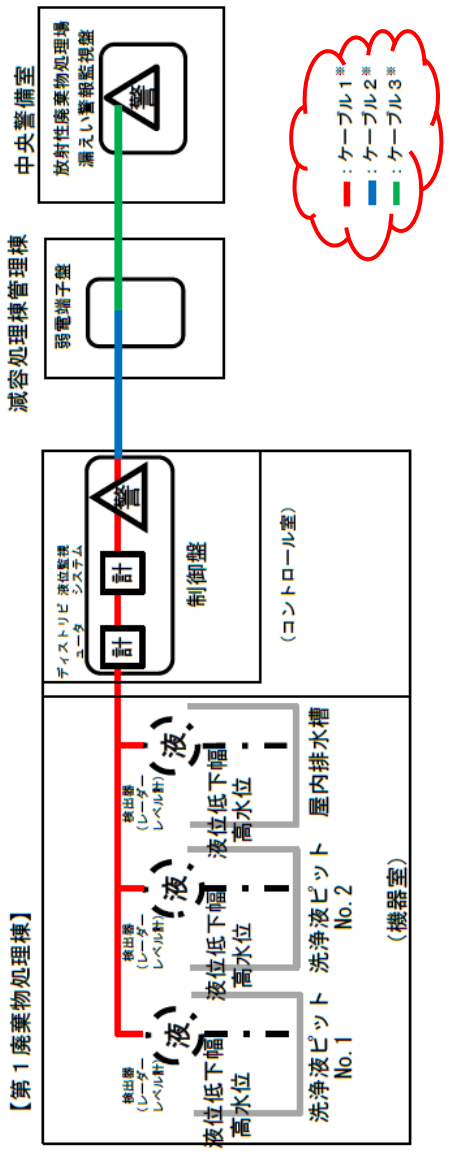 【第1廃棄物処理棟】
減容処理棟管理棟
中央警備室
ディストリビ
ュータ
液位監視
システム
計
計
警
制御盤
(コントロール室)
弱電端子盤
放射性廃棄物処理場
漏えい警報監視盤
警
検出器
(レーダー
レベル計)
液
液位低下幅
高水位
洗浄液ピット
No.1
検出器
(レーダー
レベル計)
液
液位低下幅
高水位
洗浄液ピット
No.2
検出器
(レーダー
レベル計)
液
液位低下幅
高水位
屋内排水槽
(機器室)
:ケーブル1※
:ケーブル2※
:ケーブル3※